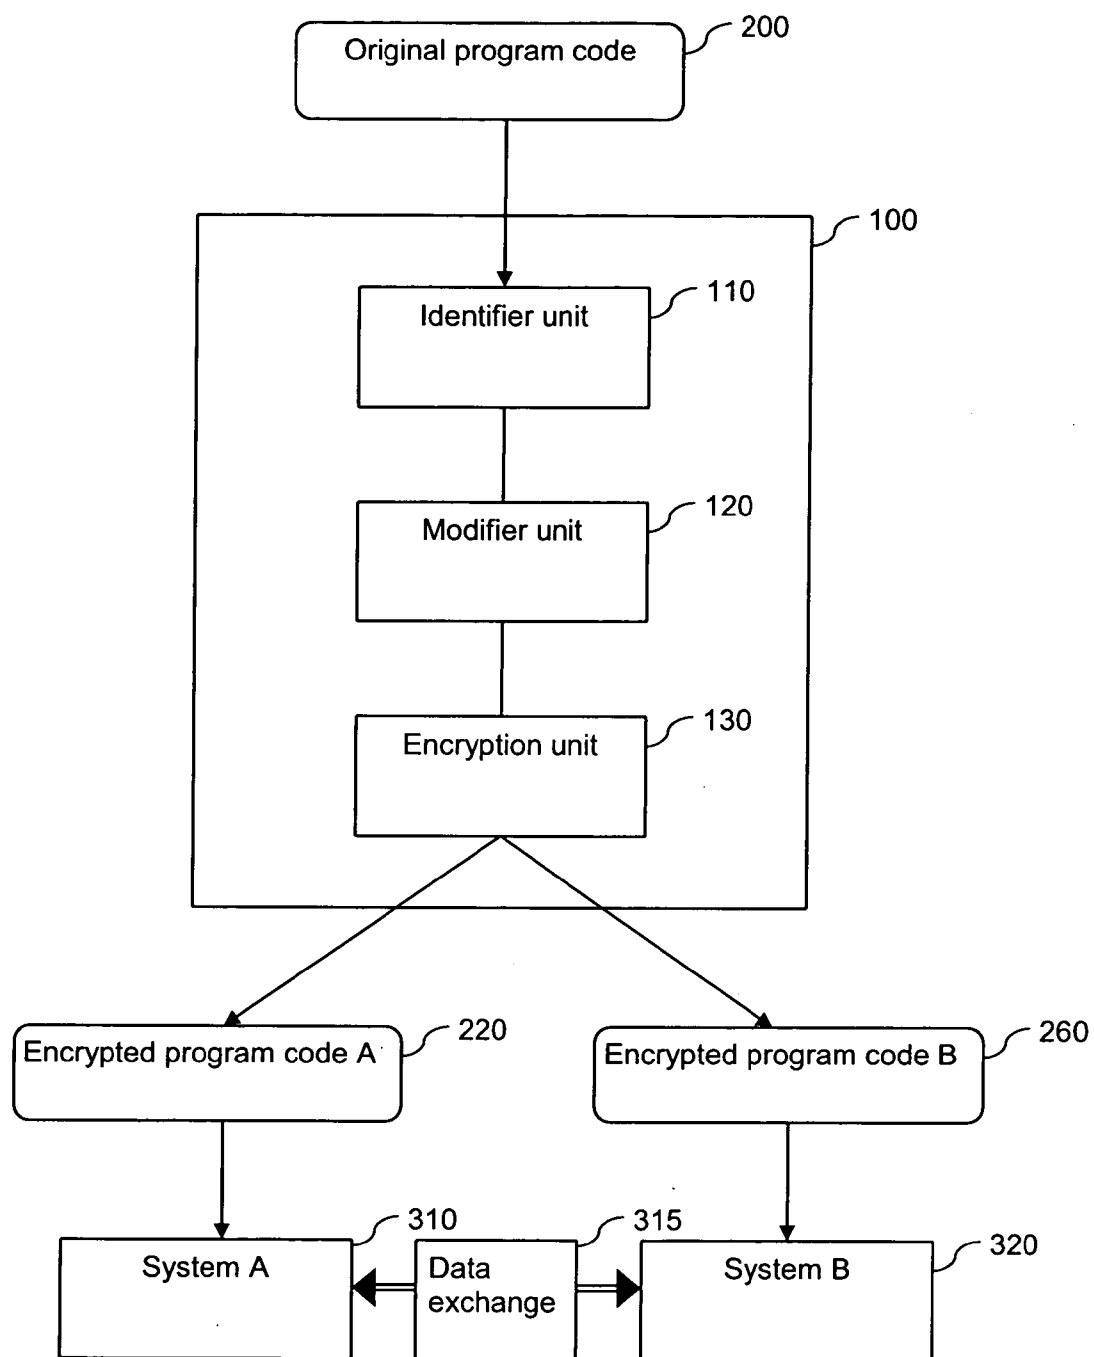 200
Original program code
100
110
Identifier unit
120
Modifier unit
130
Encryption unit
220
Encrypted program code A
260
Encrypted program code B
310
System A
315
Data
exchange
320
System B